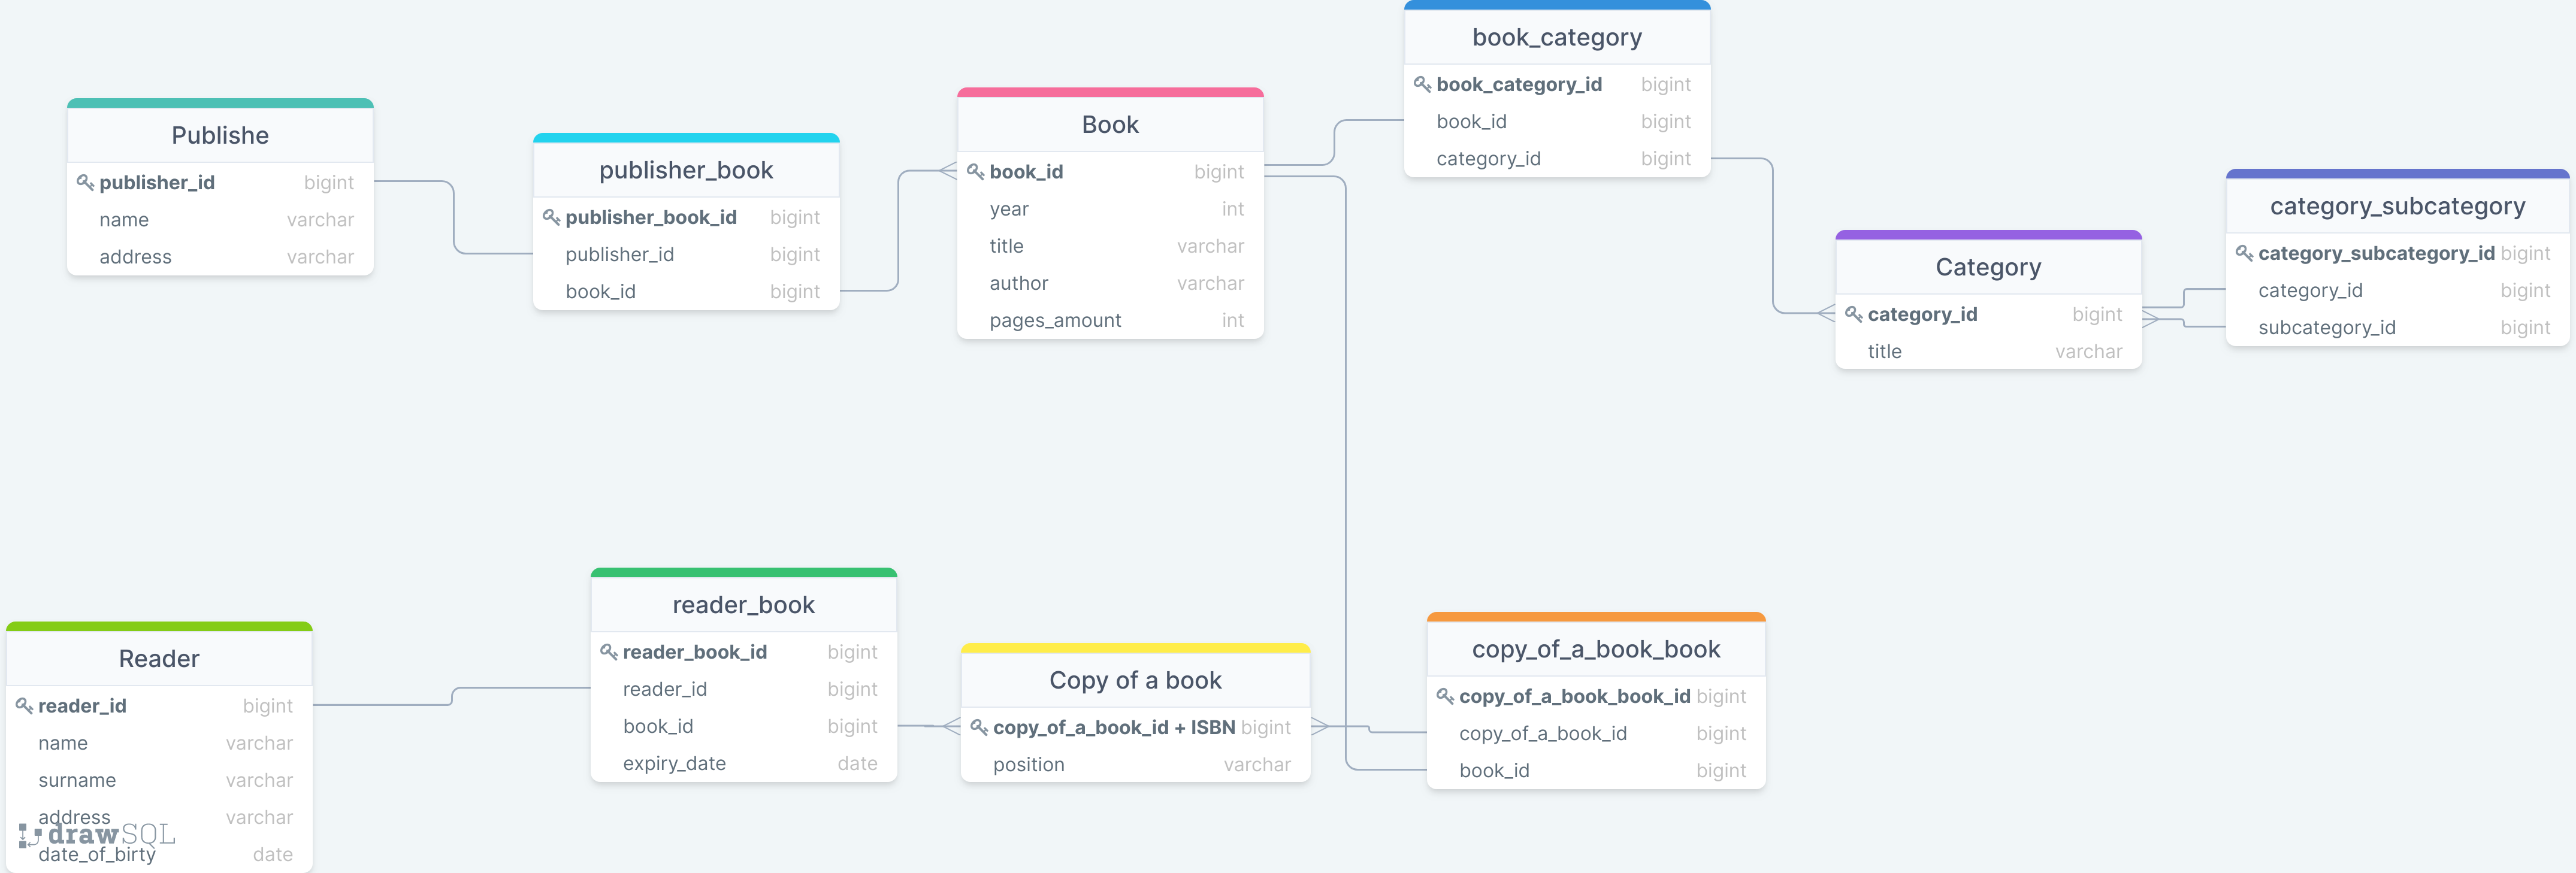 Publishe
publisher_id bigint
name varchar
address varchar
publisher_book
publisher_book_id bigint
publisher_id bigint
book_id bigint
Book
book_id bigint
year int
title varchar
author varchar
pages_amount int
book_category
book_category_id bigint
book_id bigint
category_id bigint
Category
category_id bigint
title varchar
category_subcategory
category_subcategory_id bigint
category_id bigint
subcategory_id bigint
Reader
reader_id bigint
name varchar
surname varchar
address varchar
drawSQL
date_of_birty date
reader_book
reader_book_id bigint
reader_id bigint
book_id bigint
expiry_date date
Copy of a book
copy_of_a_book_id + ISBN bigint
position varchar
copy_of_a_book_book
copy_of_a_book_book_id bigint
copy_of_a_book_id bigint
book_id bigint